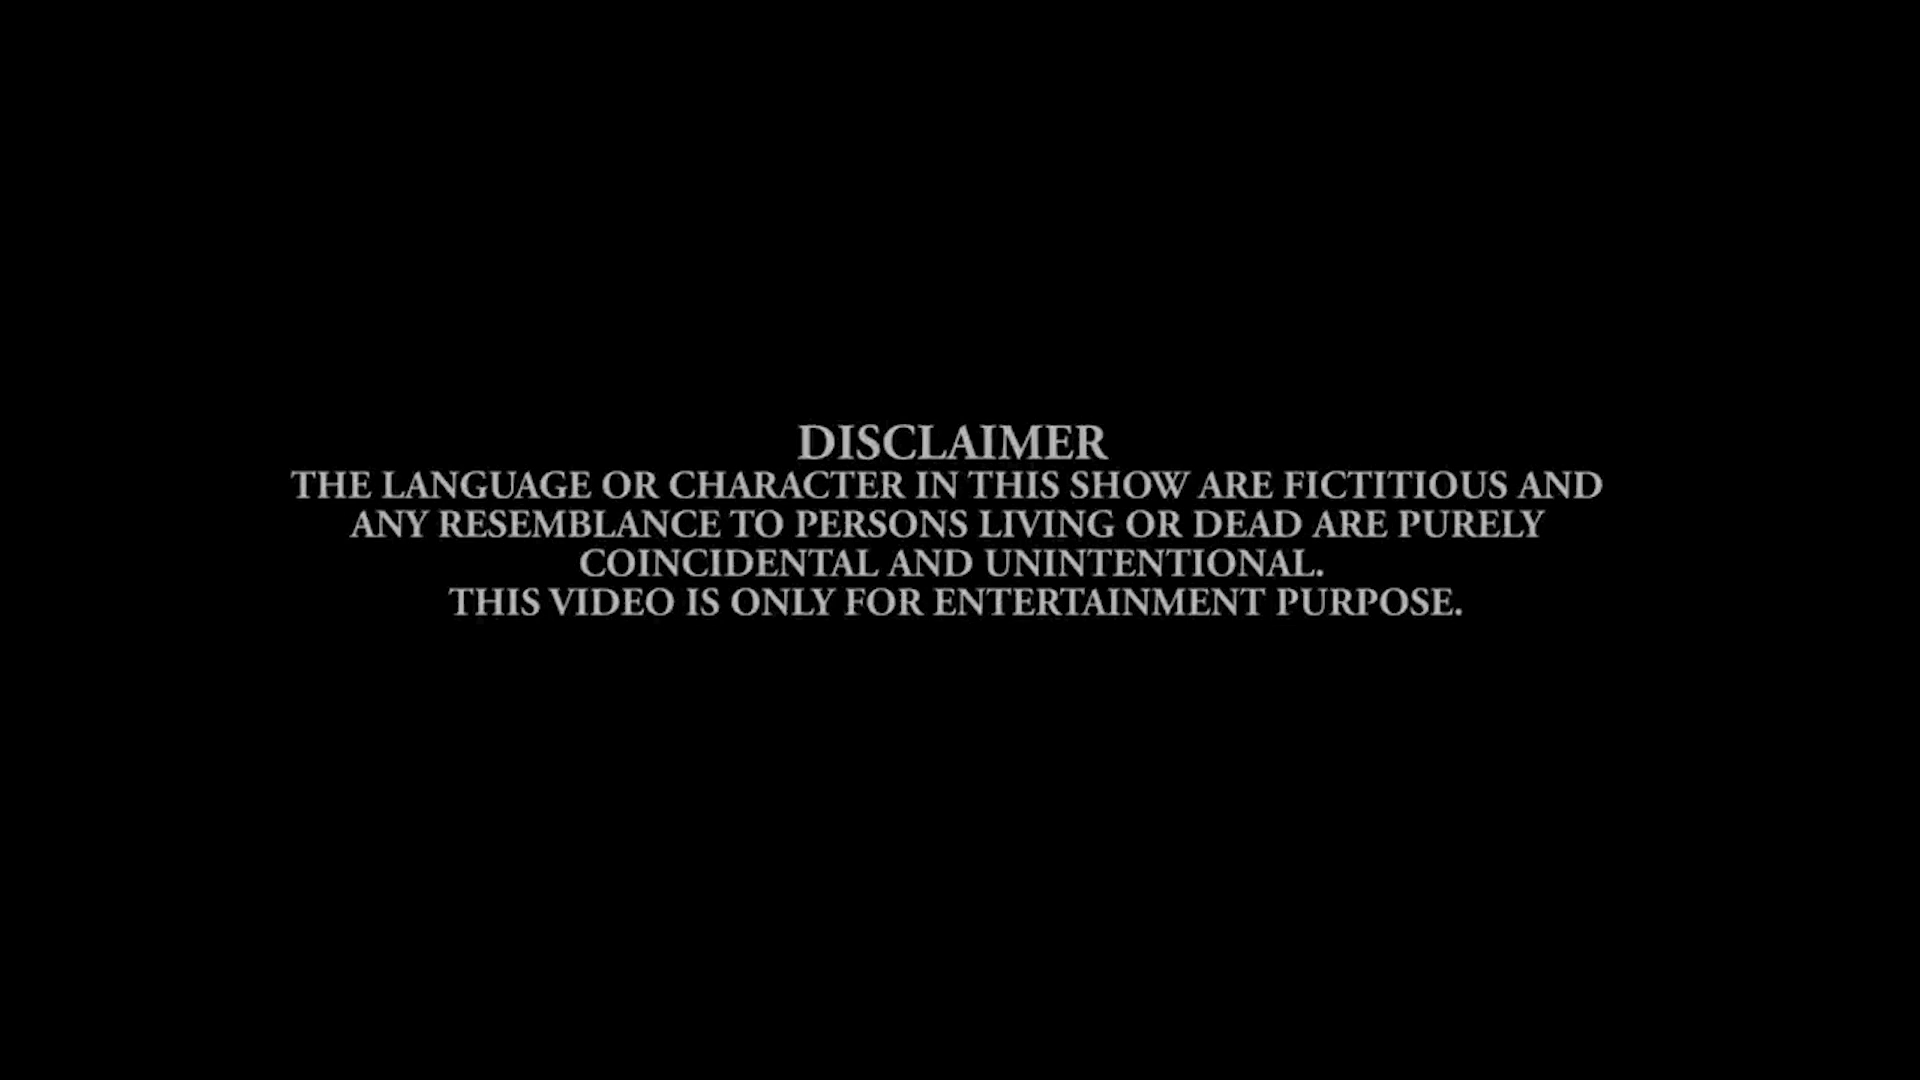 DISCLAIMER
THE LANGUAGE OR CHARACTER IN THIS SHOW ARE FICTITIOUS AND
ANY RESEMBLANCE TO PERSONS LIVING OR DEAD ARE PURELY
COINCIDENTAL AND UNINTENTIONAL.
THIS VIDEO IS ONLY FOR ENTERTAINMENT PURPOSE.